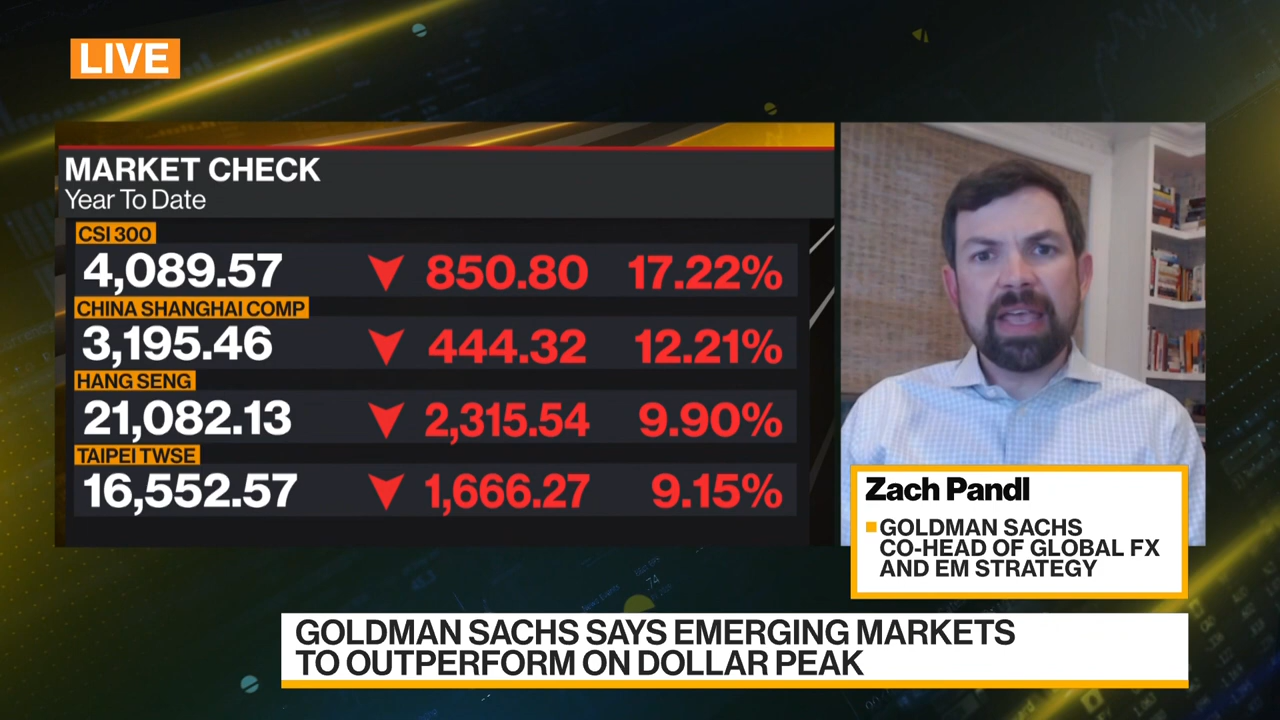 LIVE
MARKET CHECK
Year To Date
CSI 300
4,089.57 850.80 17.22%
CHINA SHANGHAI COMP
3,195.46 444.32 12.21%
HANG SENG
21,082.13 2,315.54 9.90%
TAIPEI TWSE
16,552.57 1,666.27 9.15%
Zach Pandl
GOLDMAN SACHS
CO-HEAD OF GLOBAL FX
AND EM STRATEGY
GOLDMAN SACHS SAYS EMERGING MARKETS
TO OUTPERFORM ON DOLLAR PEAK